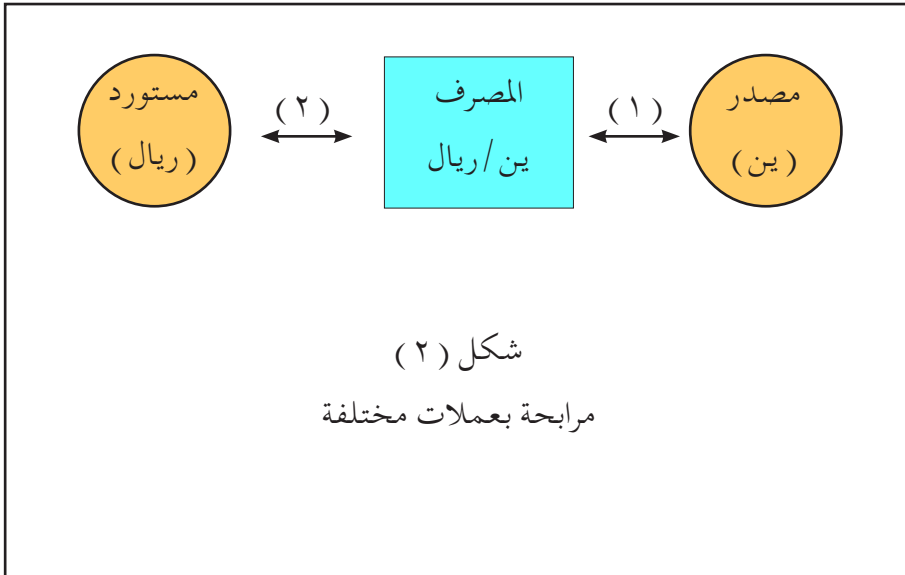 مصدر
(ين)
(١)
المصرف
ين/ريال
(٢)
مستورد
(ريال)
شكل (٢)
مرابحة بعملات مختلفة